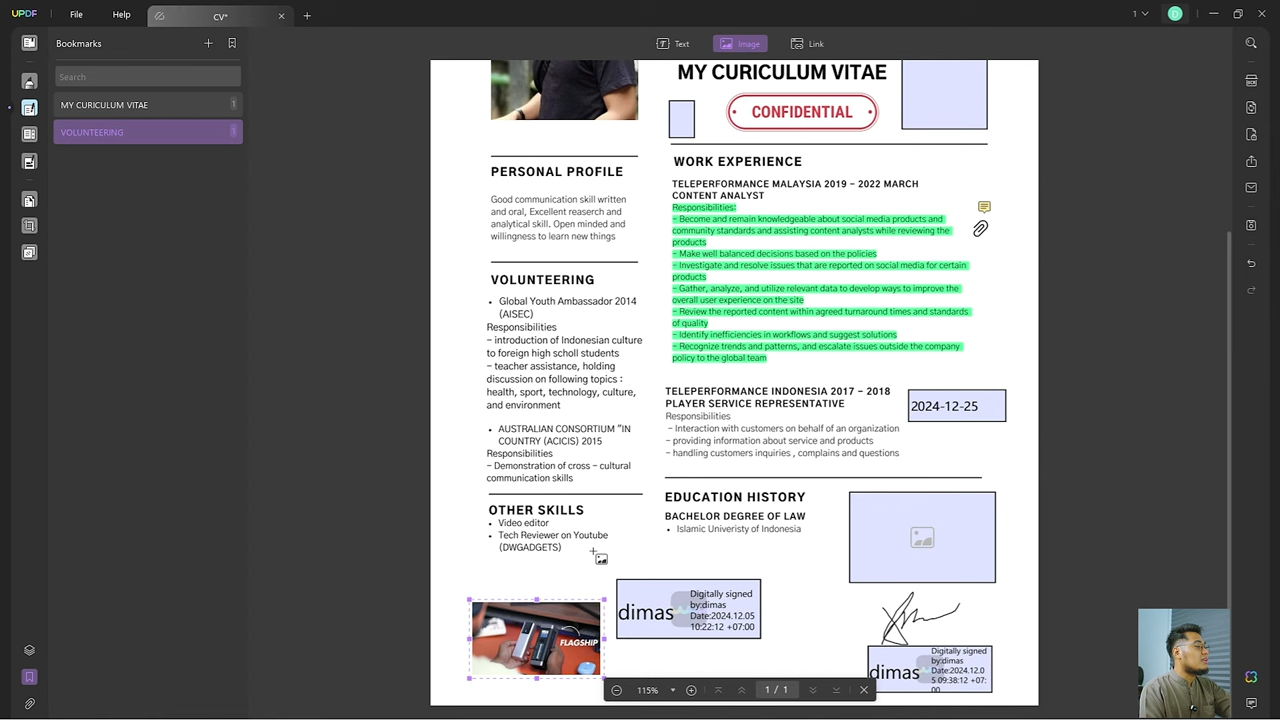 UPDF
File
Help
CV*
1
D
Bookmarks
Search
MY CURICULUM VITAE
1
VOLUNTEERING
1
Text
Image
Link
MY CURICULUM VITAE
CONFIDENTIAL
PERSONAL PROFILE
Good communication skill written
and oral, Excellent reaserch and
analytical skill. Open minded and
willingness to learn new things
VOLUNTEERING
• Global Youth Ambassador 2014
(AISEC)
Responsibilities
- introduction of Indonesian culture
to foreign high scholl students
- teacher assistance, holding
discussion on following topics :
health, sport, technology, culture,
and environment
• AUSTRALIAN CONSORTIUM "IN
COUNTRY (ACICIS) 2015
Responsibilities
- Demonstration of cross - cultural
communication skills
OTHER SKILLS
• Video editor
• Tech Reviewer on Youtube
(DWGADGETS)
FLAGSHIP
WORK EXPERIENCE
TELEPERFORMANCE MALAYSIA 2019 - 2022 MARCH
CONTENT ANALYST
Responsibilities:
- Become and remain knowledgeable about social media products and
community standards and assisting content analysts while reviewing the
products
- Make well balanced decisions based on the policies
- Investigate and resolve issues that are reported on social media for certain
products
- Gather, analyze, and utilize relevant data to develop ways to improve the
overall user experience on the site
- Review the reported content within agreed turnaround times and standards
of quality
- Identify inefficiencies in workflows and suggest solutions
- Recognize trends and patterns, and escalate issues outside the company
policy to the global team
TELEPERFORMANCE INDONESIA 2017 - 2018
PLAYER SERVICE REPRESENTATIVE
Responsibilities
- Interaction with customers on behalf of an organization
- providing information about service and products
- handling customers inquiries , complains and questions
2024-12-25
EDUCATION HISTORY
BACHELOR DEGREE OF LAW
• Islamic Univeristy of Indonesia
dimas
Digitally signed
by:dimas
Date:2024.12.05
10:22:12 +07:00
dimas
Digitally signed
by:dimas
Date:2024.12.0
5 09:38:12 +07:
00
115%
1 / 1